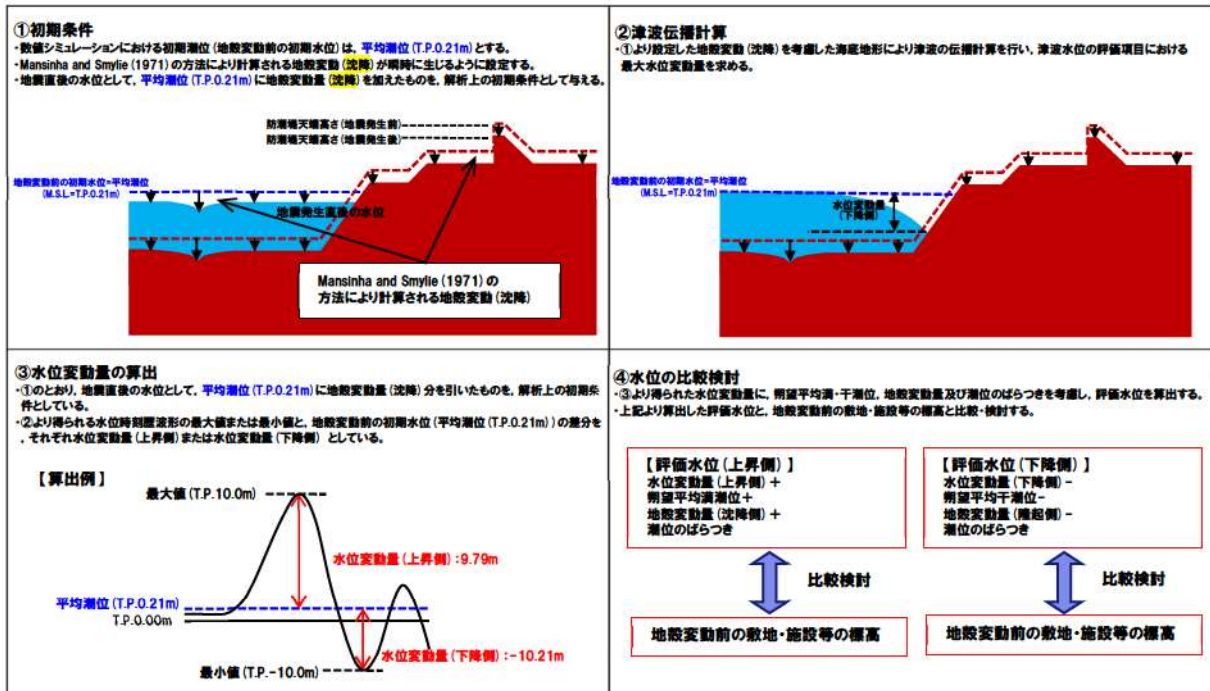 ①初期条件
・数値シミュレーションにおける初期潮位(地殻変動前の初期水位)は,平均潮位(T.P.0.21m)とする。
・Mansinha and Smylie(1971)の方法により計算される地殻変動(沈降)が瞬時に生じるように設定する。
・地震直後の水位として,平均潮位(T.P.0.21m)に地殻変動量(沈降)を加えたものを,解析上の初期条件として与える。
防潮堤天端高さ(地震発生前)
防潮堤天端高さ(地震発生後)
地殻変動前の初期水位=平均潮位
(M.S.L.=T.P.0.21m)
地震発生直後の水位
Mansinha and Smylie(1971)の
方法により計算される地殻変動(沈降)
②津波伝播計算
・①より設定した地殻変動(沈降)を考慮した海底地形により津波の伝播計算を行い,津波水位の評価項目における
最大水位変動量を求める。
地殻変動前の初期水位=平均潮位
(M.S.L.=T.P.0.21m)
水位変動量
(下降側)
③水位変動量の算出
・①のとおり,地震直後の水位として,平均潮位(T.P.0.21m)に地殻変動量(沈降)分を引いたものを,解析上の初期条
件としている。
・②より得られる水位時刻歴波形の最大値または最小値と,地殻変動前の初期水位(平均潮位(T.P.0.21m))の差分を
,それぞれ水位変動量(上昇側)または水位変動量(下降側)としている。
【算出例】
最大値(T.P.10.0m)
水位変動量(上昇側):9.79m
平均潮位(T.P.0.21m)
T.P.0.00m
水位変動量(下降側):-10.21m
最小値(T.P.-10.0m)
④水位の比較検討
・③より得られた水位変動量に,朔望平均満・干潮位,地殻変動量及び潮位のばらつきを考慮し,評価水位を算出する。
・上記より算出した評価水位と,地殻変動前の敷地・施設等の標高と比較・検討する。
【評価水位(上昇側)】
水位変動量(上昇側)+
朔望平均満潮位+
地殻変動量(沈降側)+
潮位のばらつき
比較検討
地殻変動前の敷地・施設等の標高
【評価水位(下降側)】
水位変動量(下降側)-
朔望平均干潮位-
地殻変動量(隆起側)-
潮位のばらつき
比較検討
地殻変動前の敷地・施設等の標高